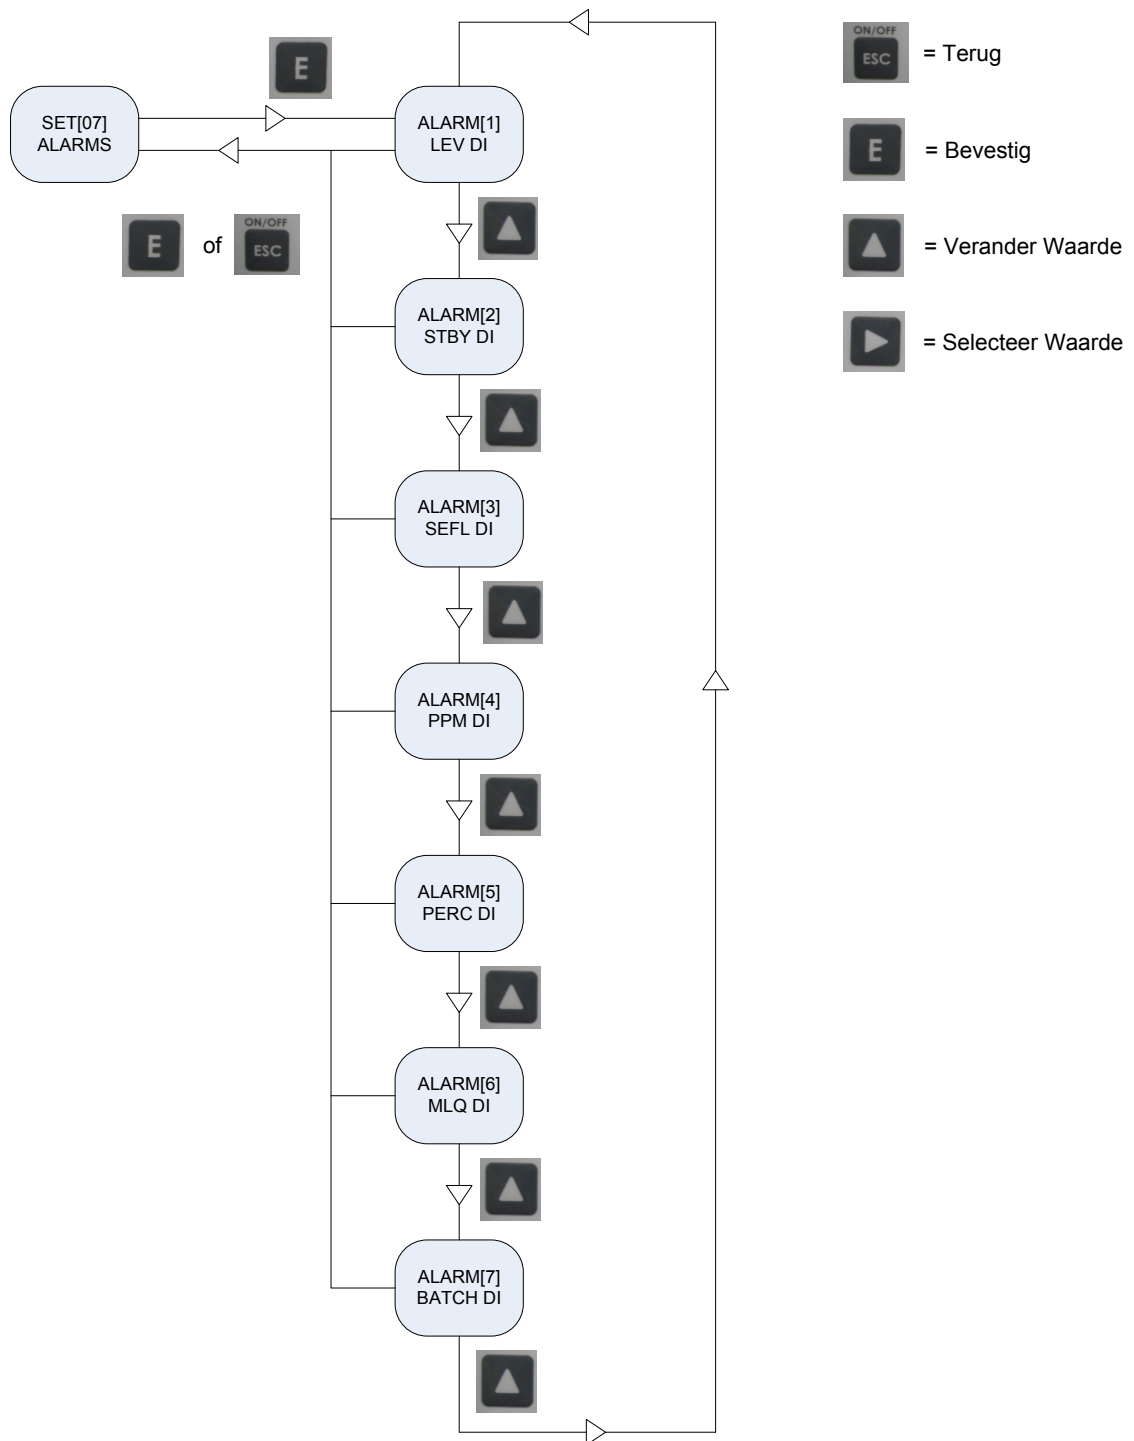 ON/OFF
ESC
= Terug
E
SET[07]
ALARMS
ALARM[1]
LEV DI
E
= Bevestig
E
of
ON/OFF
ESC
= Verander Waarde
ALARM[2]
STBY DI
= Selecteer Waarde
ALARM[3]
SEFL DI
ALARM[4]
PPM DI
ALARM[5]
PERC DI
ALARM[6]
MLQ DI
ALARM[7]
BATCH DI